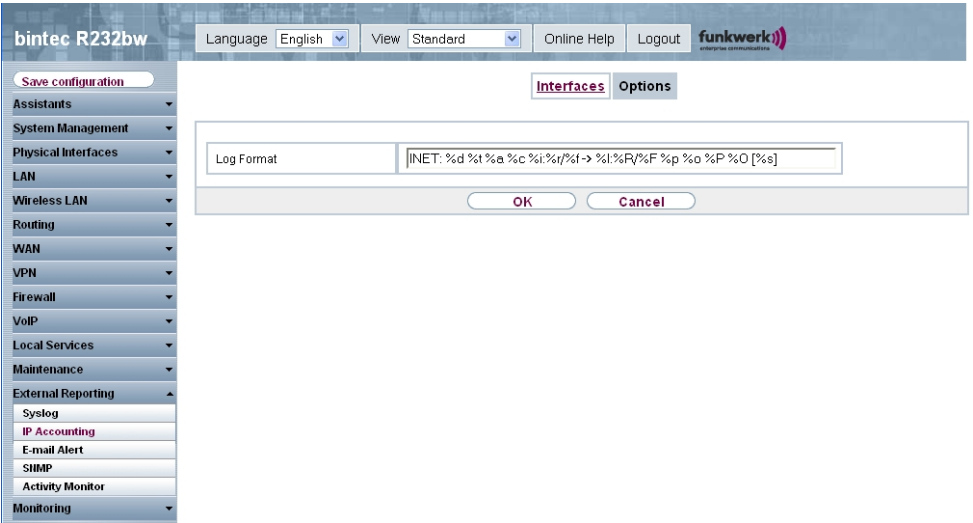 bintec R232bw
Language English View Standard Online Help Logout funkwerk
enterprise communications
Save configuration
Assistants
System Management
Physical Interfaces
LAN
Wireless LAN
Routing
WAN
VPN
Firewall
VoIP
Local Services
Maintenance
External Reporting
Syslog
IP Accounting
E-mail Alert
SNMP
Activity Monitor
Monitoring
Interfaces Options
Log Format INET: %d %t %a %c %i:%r/%f -> %I:%R/%F %p %o %P %O [%s]
OK Cancel